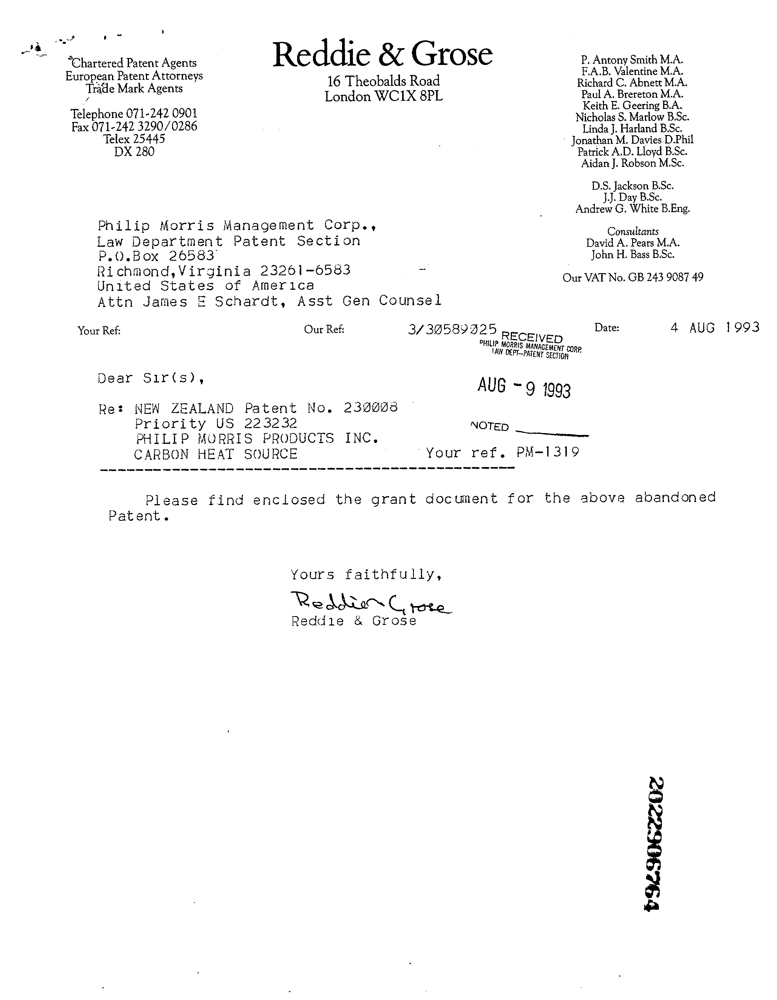 Reddie & Grose
16 Theobalds Road
London WC1X 8PL
Chartered Patent Agents
European Patent Attorneys
Trade Mark Agents
Telephone 071-242 0901
Fax 071-242 3290/0286
Telex 25445
DX 280
P. Antony Smith M.A.
F.A.B. Valentine M.A.
Richard C. Abnett M.A.
Paul A. Brereton M.A.
Keith E. Geering B.A.
Nicholas S. Marlow B.Sc.
Linda J. Harland B.Sc.
Jonathan M. Davies D.Phil
Patrick A.D. Lloyd B.Sc.
Aidan J. Robson M.Sc.
D.S. Jackson B.Sc.
J.J. Day B.Sc.
Andrew G. White B.Eng.
Consultants
David A. Pears M.A.
John H. Bass B.Sc.
Our VAT No. GB 243 9087 49
Philip Morris Management Corp.,
Law Department Patent Section
P.O.Box 26583
Richmond,Virginia 23261-6583
United States of America
Attn James E Schardt, Asst Gen Counsel
Your Ref: Our Ref: 3/30589025 Date: 4 AUG 1993
RECEIVED
PHILIP MORRIS MANAGEMENT CORP.
LAW DEPT-PATENT SECTION
AUG - 9 1993
NOTED
Dear Sir(s),
Re: NEW ZEALAND Patent No. 230008
Priority US 223232
PHILIP MORRIS PRODUCTS INC.
CARBON HEAT SOURCE Your ref. PM-1319
Please find enclosed the grant document for the above abandoned
Patent.
Yours faithfully,
Reddie & Grose
Reddie & Grose
2022906764